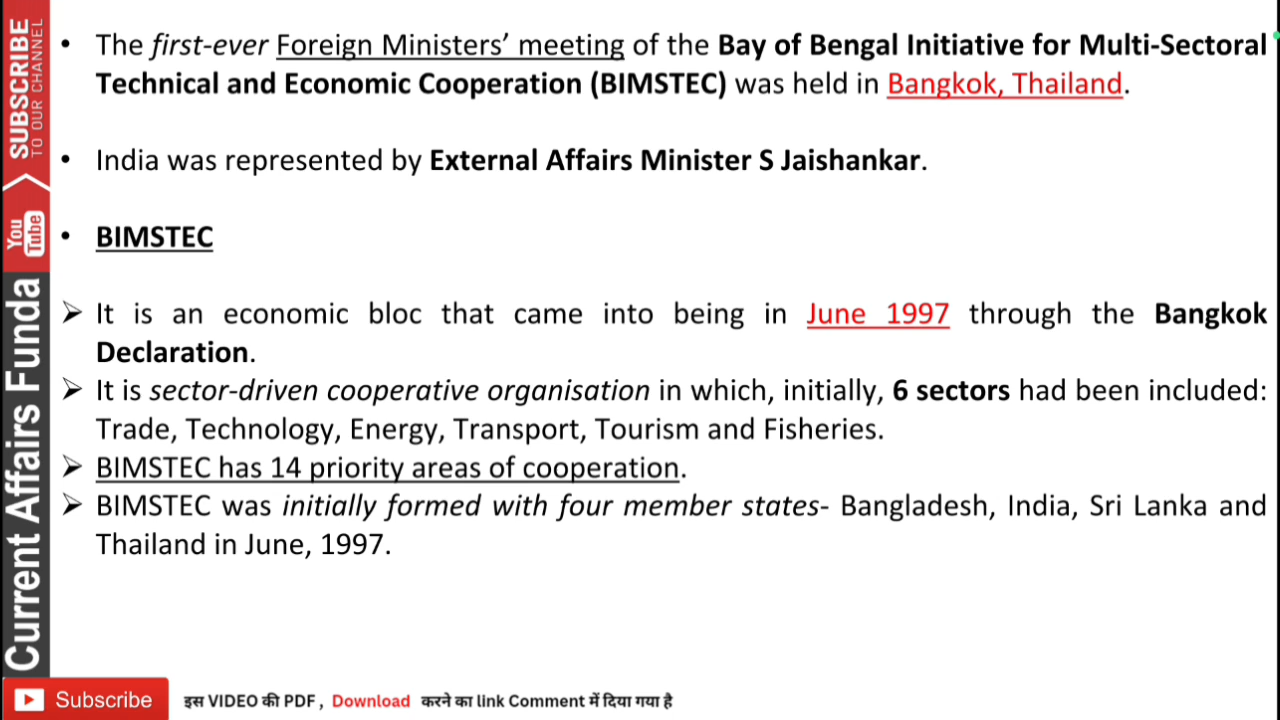 • The first-ever Foreign Ministers’ meeting of the Bay of Bengal Initiative for Multi-Sectoral
Technical and Economic Cooperation (BIMSTEC) was held in Bangkok, Thailand.
• India was represented by External Affairs Minister S Jaishankar.
• BIMSTEC
➢ It is an economic bloc that came into being in June 1997 through the Bangkok
Declaration.
➢ It is sector-driven cooperative organisation in which, initially, 6 sectors had been included:
Trade, Technology, Energy, Transport, Tourism and Fisheries.
➢ BIMSTEC has 14 priority areas of cooperation.
➢ BIMSTEC was initially formed with four member states- Bangladesh, India, Sri Lanka and
Thailand in June, 1997.
SUBSCRIBE
TO OUR CHANNEL
You
Tube
Current Affairs Funda
Subscribe
इस VIDEO की PDF , Download करने का link Comment में दिया गया है